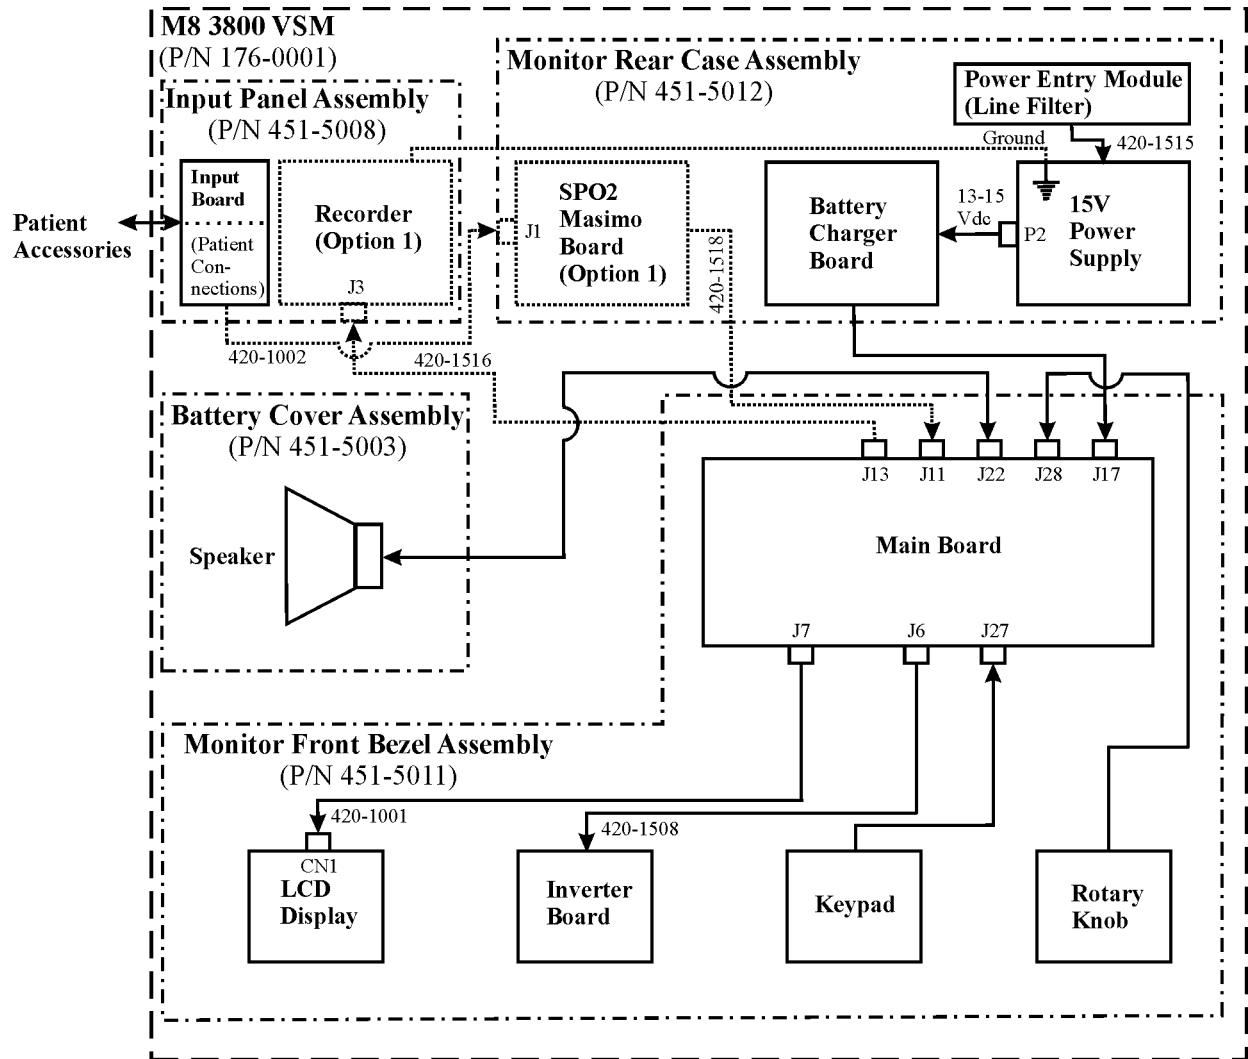 M8 3800 VSM
(P/N 176-0001)
Monitor Rear Case Assembly
(P/N 451-5012)
Power Entry Module
(Line Filter)
Input Panel Assembly
(P/N 451-5008)
Ground
420-1515
Input
Board
(Patient
Con-
nections)
Recorder
(Option 1)
J3
J1
SPO2
Masimo
Board
(Option 1)
420-1518
Battery
Charger
Board
13-15
Vdc
P2
15V
Power
Supply
Patient
Accessories
420-1002
420-1516
Battery Cover Assembly
(P/N 451-5003)
Speaker
J13
J11
J22
J28
J17
Main Board
J7
J6
J27
Monitor Front Bezel Assembly
(P/N 451-5011)
420-1001
420-1508
CN1
LCD
Display
Inverter
Board
Keypad
Rotary
Knob